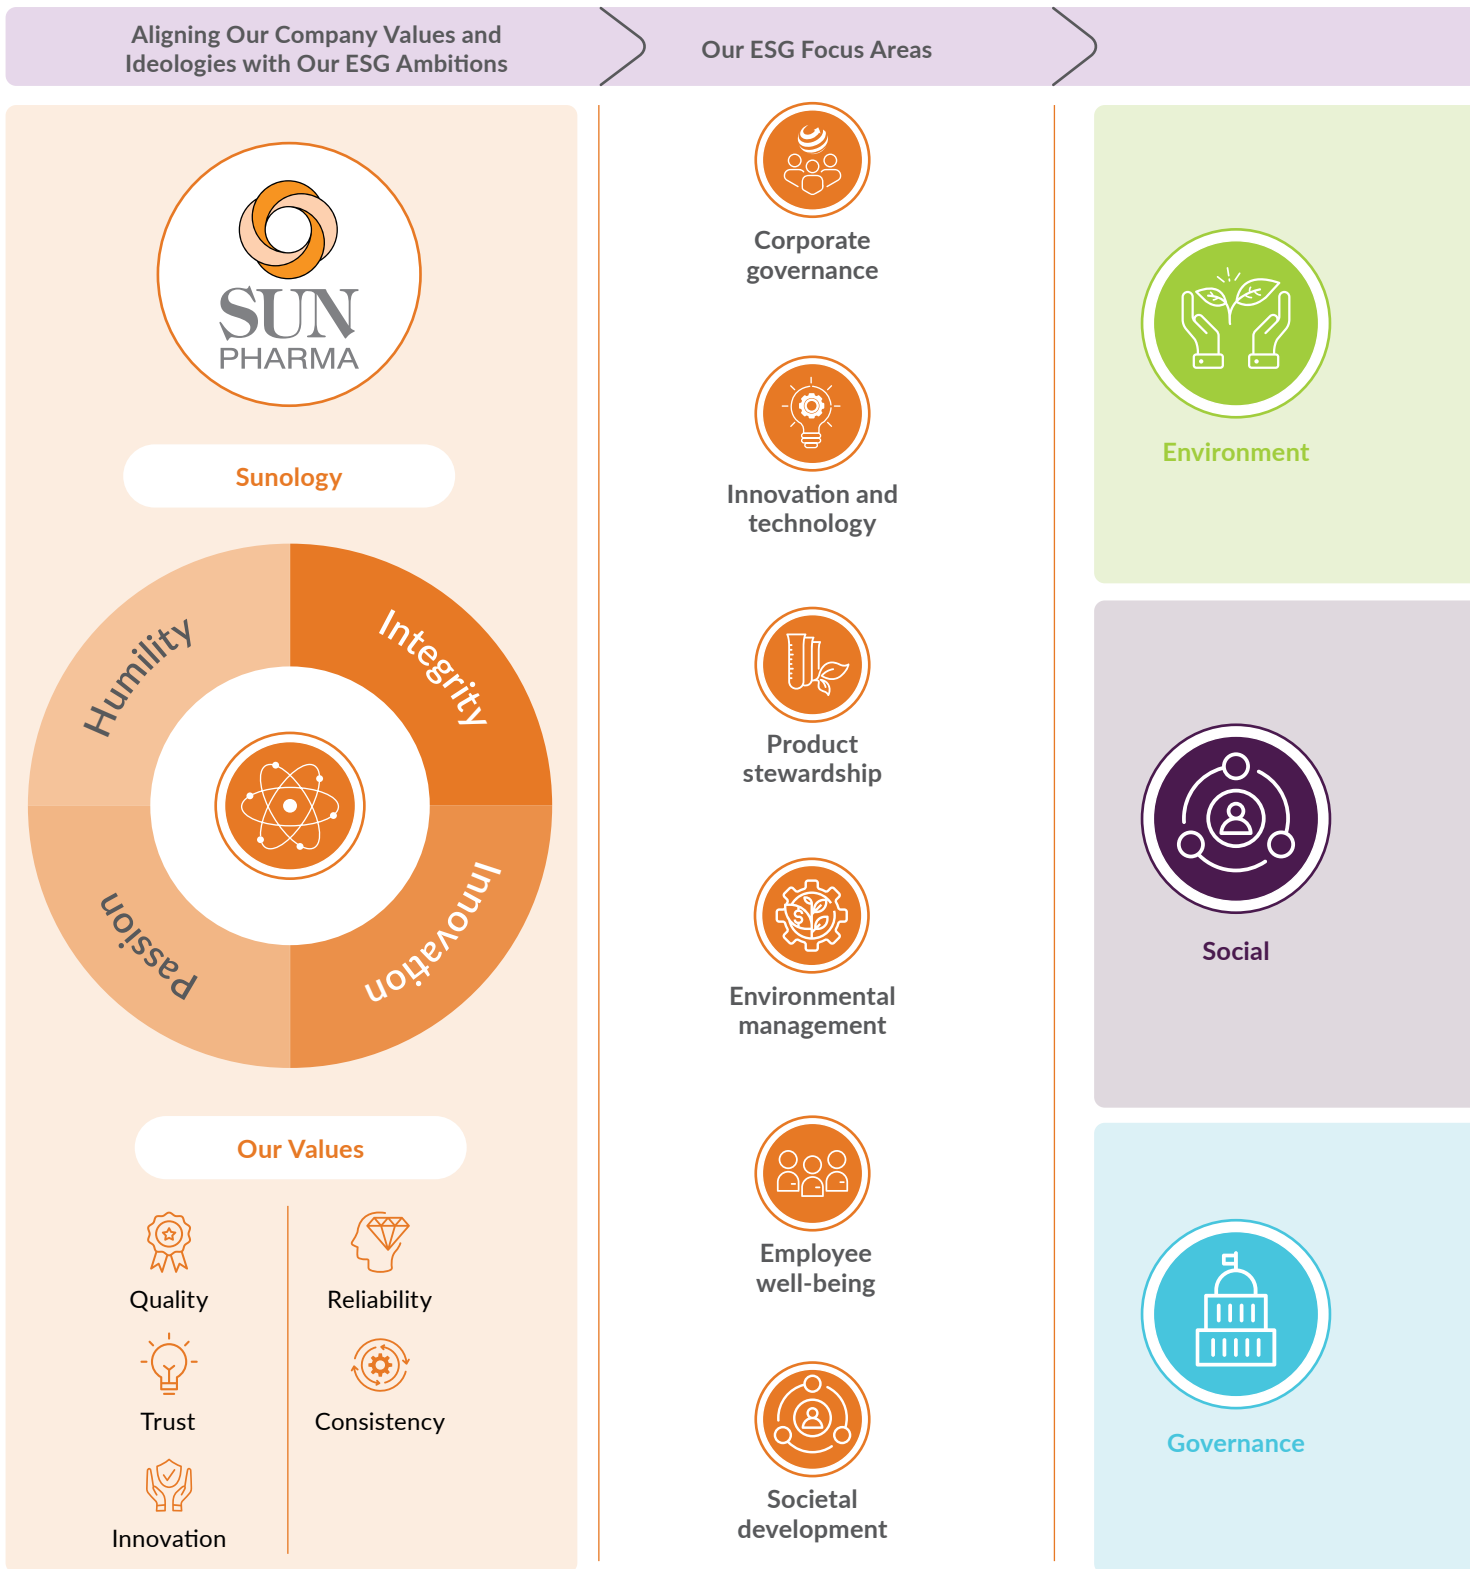 Aligning Our Company Values and
Ideologies with Our ESG Ambitions
Our ESG Focus Areas
SUN
PHARMA
Sunology
Humility
Integrity
Passion
Innovation
Our Values
Quality
Reliability
Trust
Consistency
Innovation
Corporate
governance
Innovation and
technology
Product
stewardship
Environmental
management
Employee
well-being
Societal
development
Environment
Social
Governance